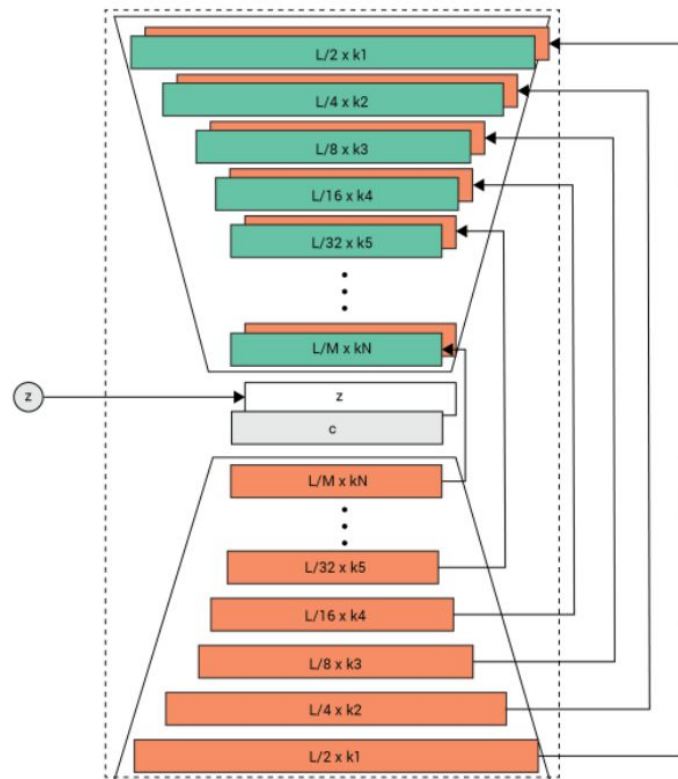 L/2 x k1
L/4 x k2
L/8 x k3
L/16 x k4
L/32 x k5
L/M x kN
z
z
c
L/M x kN
L/32 x k5
L/16 x k4
L/8 x k3
L/4 x k2
L/2 x k1